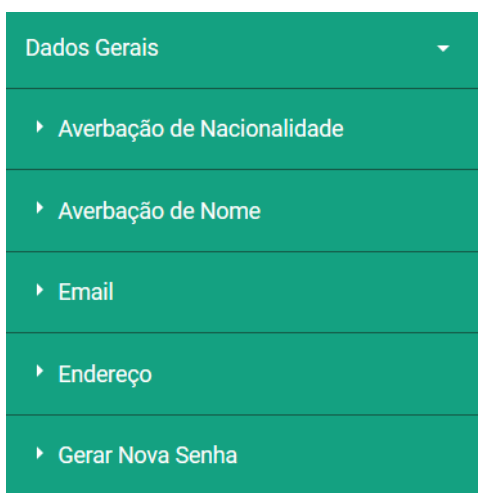 Dados Gerais
Averbação de Nacionalidade
Averbação de Nome
Email
Endereço
Gerar Nova Senha